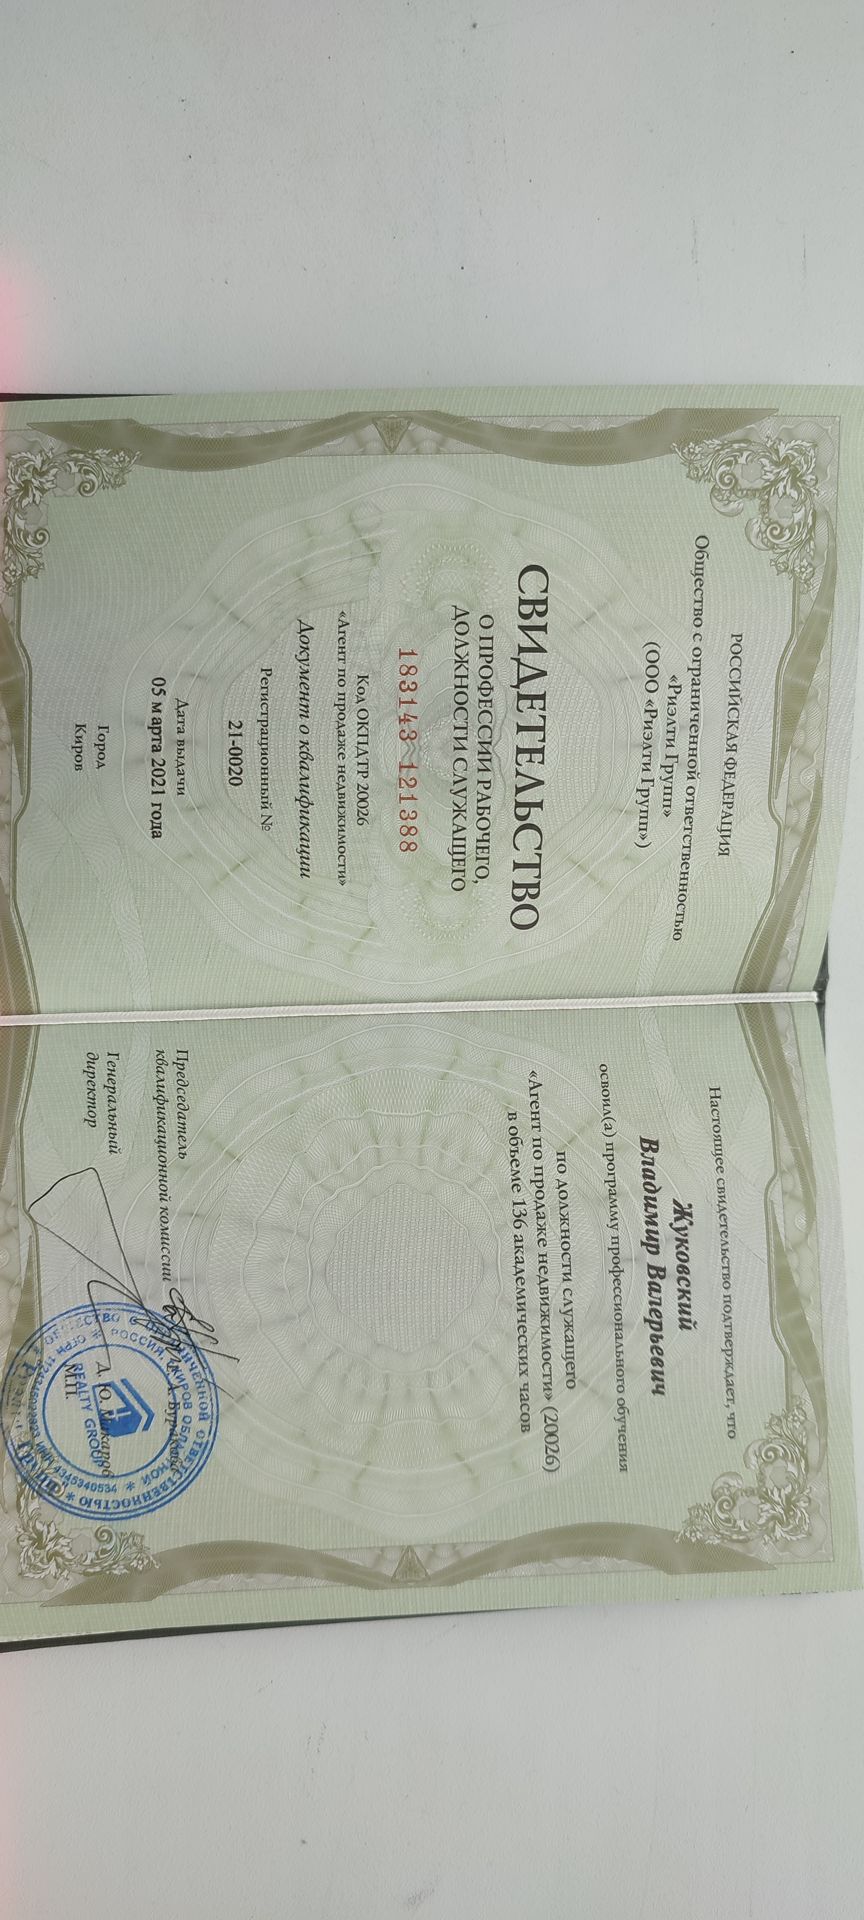 РОССИЙСКАЯ ФЕДЕРАЦИЯ
Общество с ограниченной ответственностью
«Риэлти Групп»
(ООО «Риэлти Групп»)
СВИДЕТЕЛЬСТВО
О ПРОФЕССИИ РАБОЧЕГО,
ДОЛЖНОСТИ СЛУЖАЩЕГО
183143 121388
Код ОКПДТР 20026
«Агент по продаже недвижимости»
Документ о квалификации
Регистрационный №
21-0020
Дата выдачи
05 марта 2021 года
Город
Киров
Настоящее свидетельство подтверждает, что
Жуковский
Владимир Валерьевич
освоил(а) программу профессионального обучения
по должности служащего
«Агент по продаже недвижимости» (20026)
в объеме 136 академических часов
Председатель
квалификационной комиссии
Генеральный
директор
Д. Ю. Макаров
М.П.
REALTY GROUP